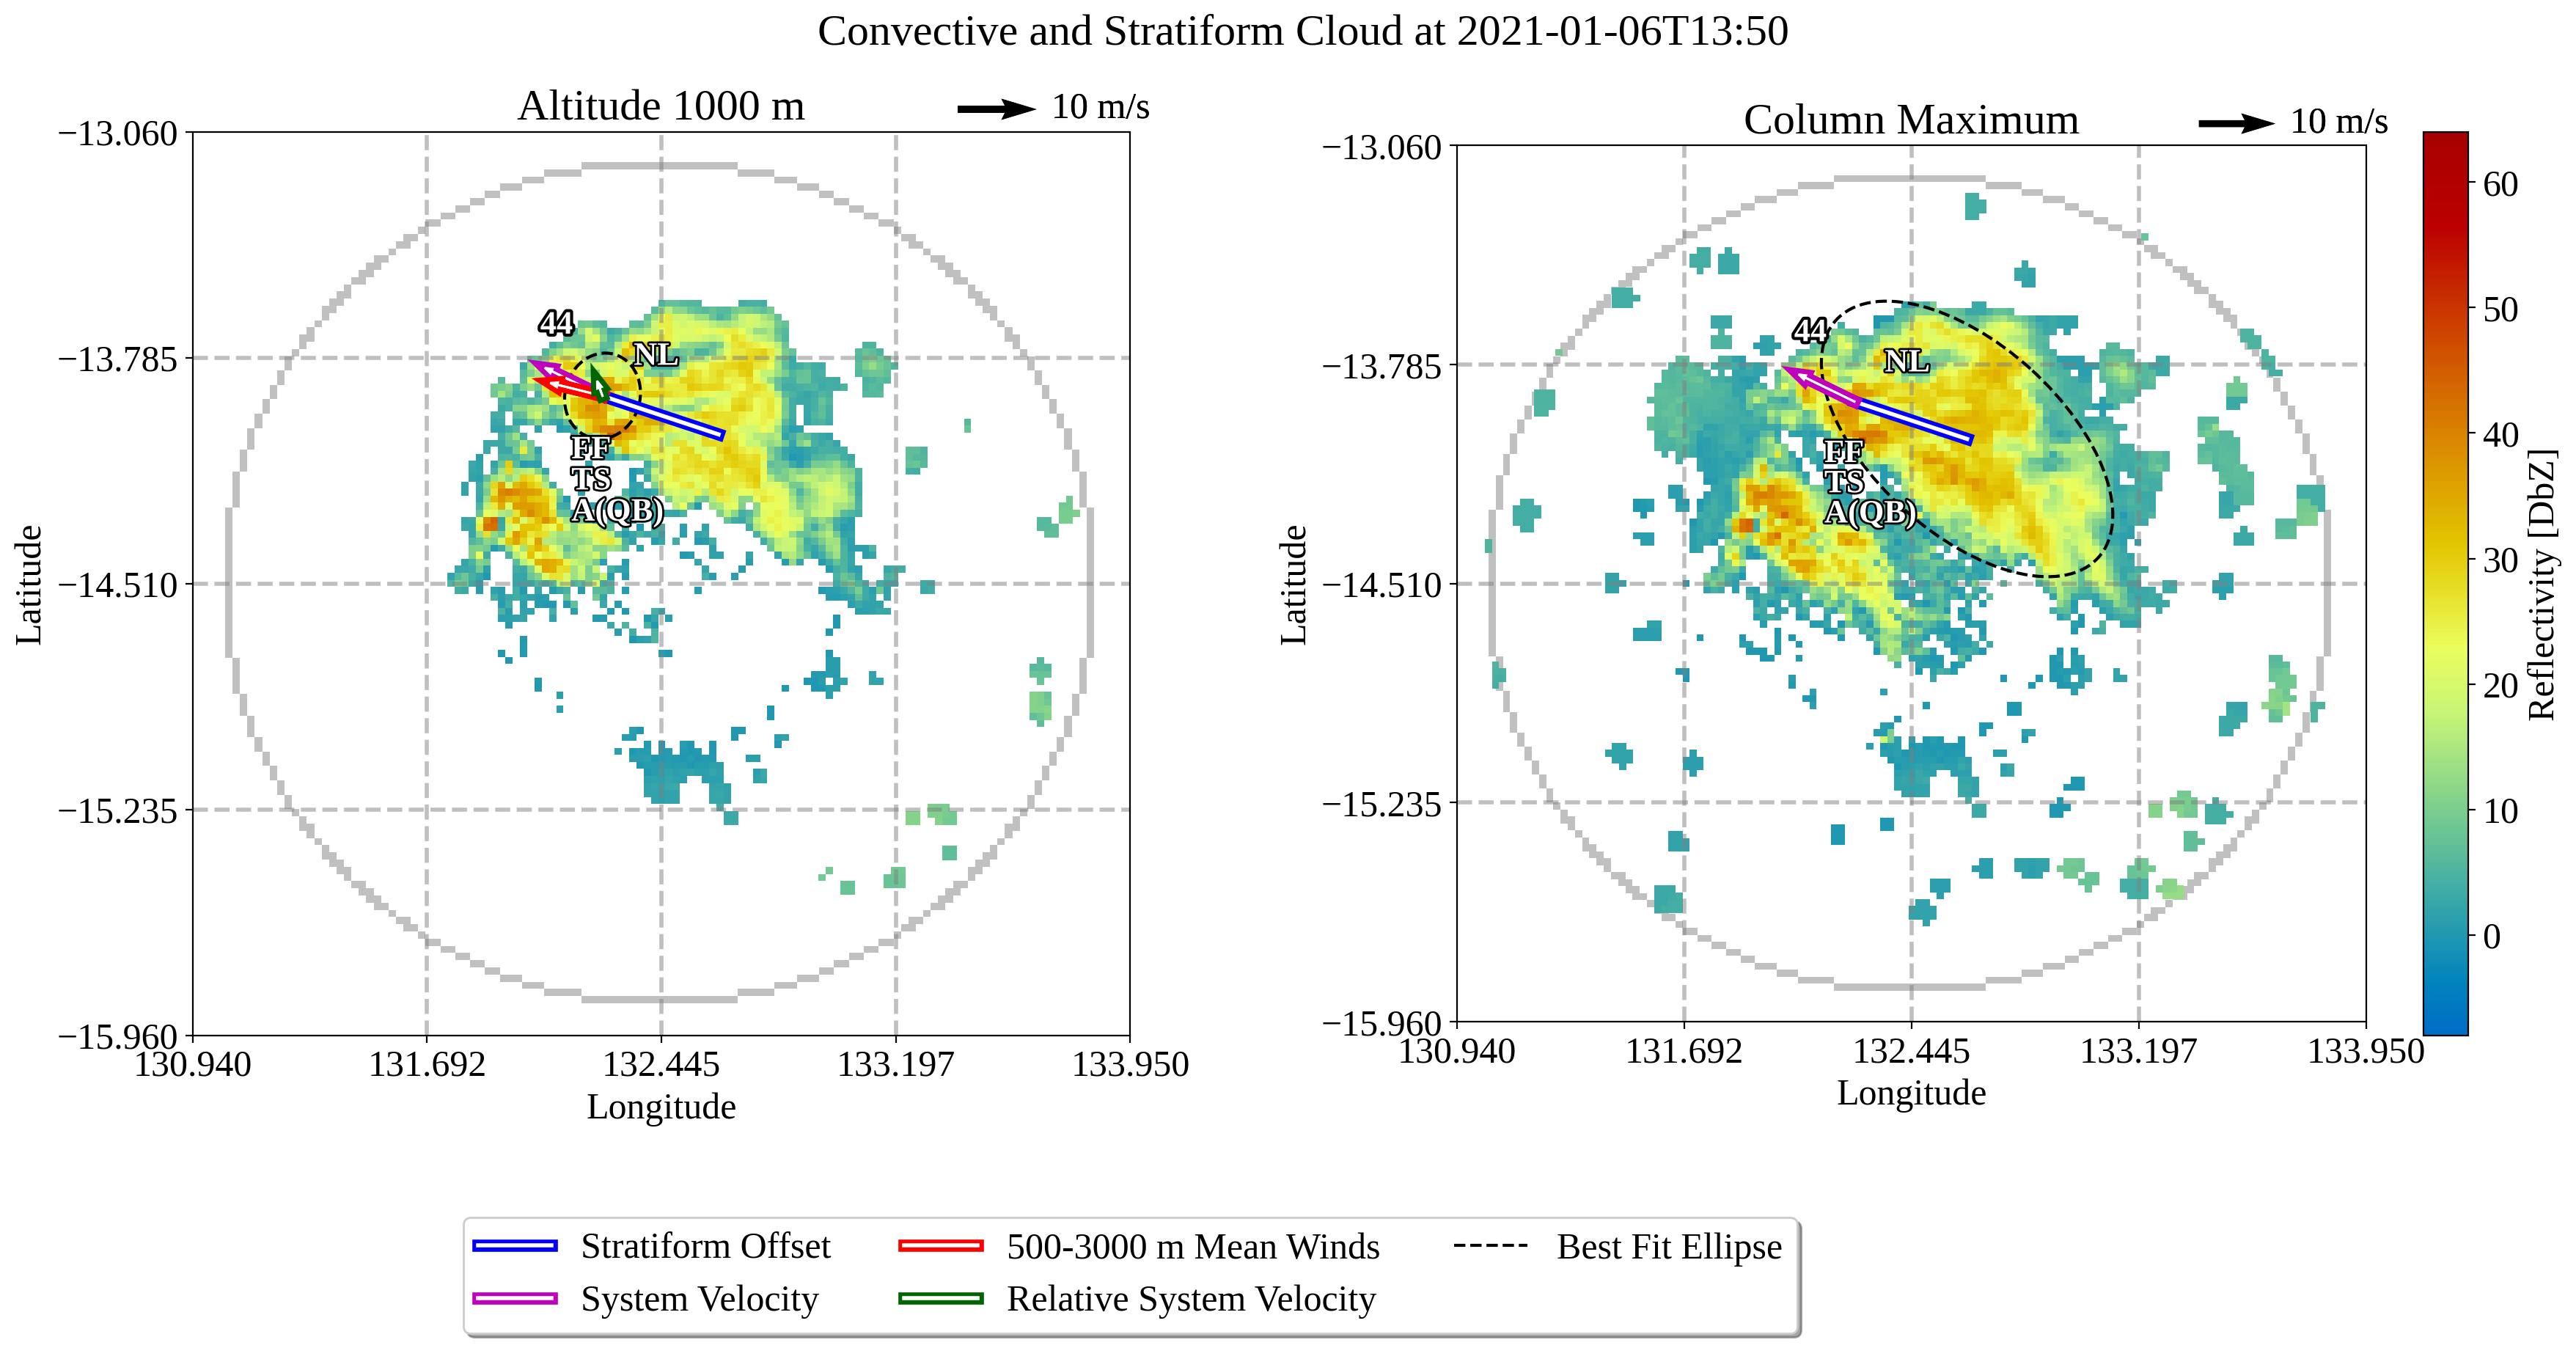 Convective and Stratiform Cloud at 2021-01-06T13:50
Altitude 1000 m
10 m/s
−13.060
−13.785
−14.510
−15.235
−15.960
Latitude
130.940
131.692
132.445
133.197
133.950
Longitude
44
NL
FF
TS
A(QB)
Column Maximum
10 m/s
−13.060
−13.785
−14.510
−15.235
−15.960
Latitude
130.940
131.692
132.445
133.197
133.950
Longitude
44
NL
FF
TS
A(QB)
60
50
40
30
20
10
0
Reflectivity [DbZ]
Stratiform Offset
System Velocity
500-3000 m Mean Winds
Relative System Velocity
Best Fit Ellipse